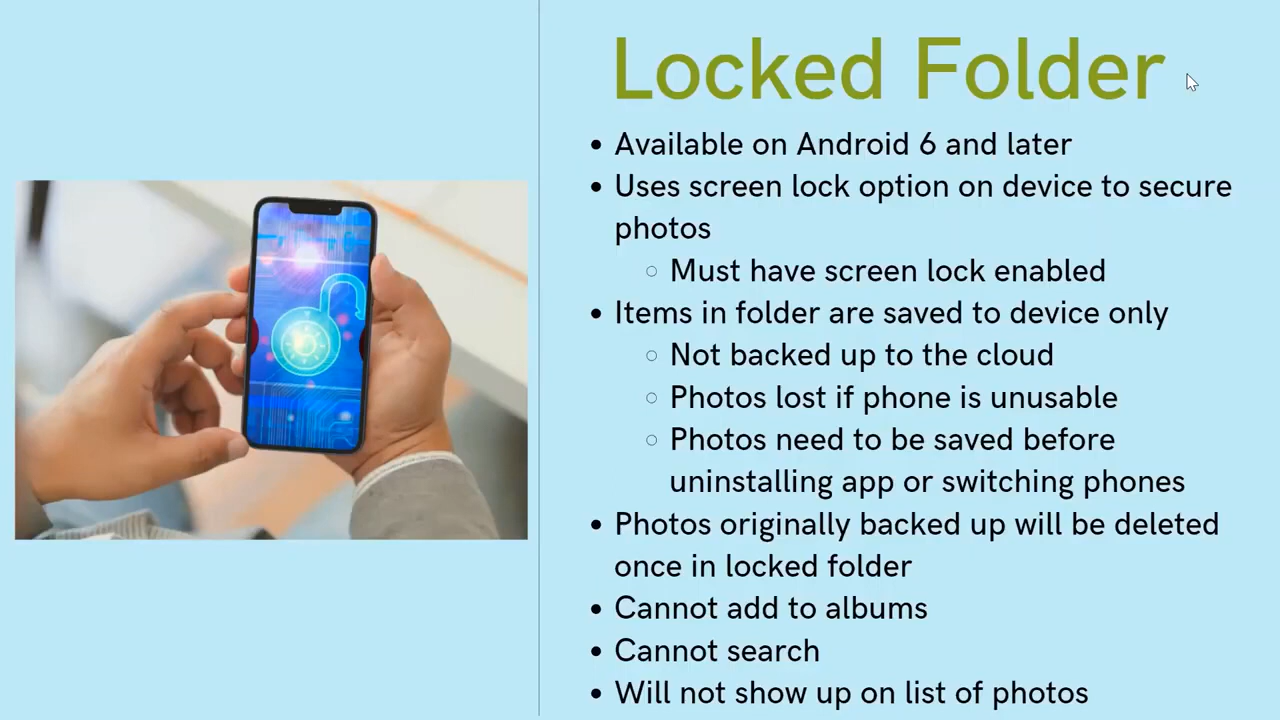 Locked Folder
• Available on Android 6 and later
• Uses screen lock option on device to secure
photos
○ Must have screen lock enabled
• Items in folder are saved to device only
○ Not backed up to the cloud
○ Photos lost if phone is unusable
○ Photos need to be saved before
uninstalling app or switching phones
• Photos originally backed up will be deleted
once in locked folder
• Cannot add to albums
• Cannot search
• Will not show up on list of photos